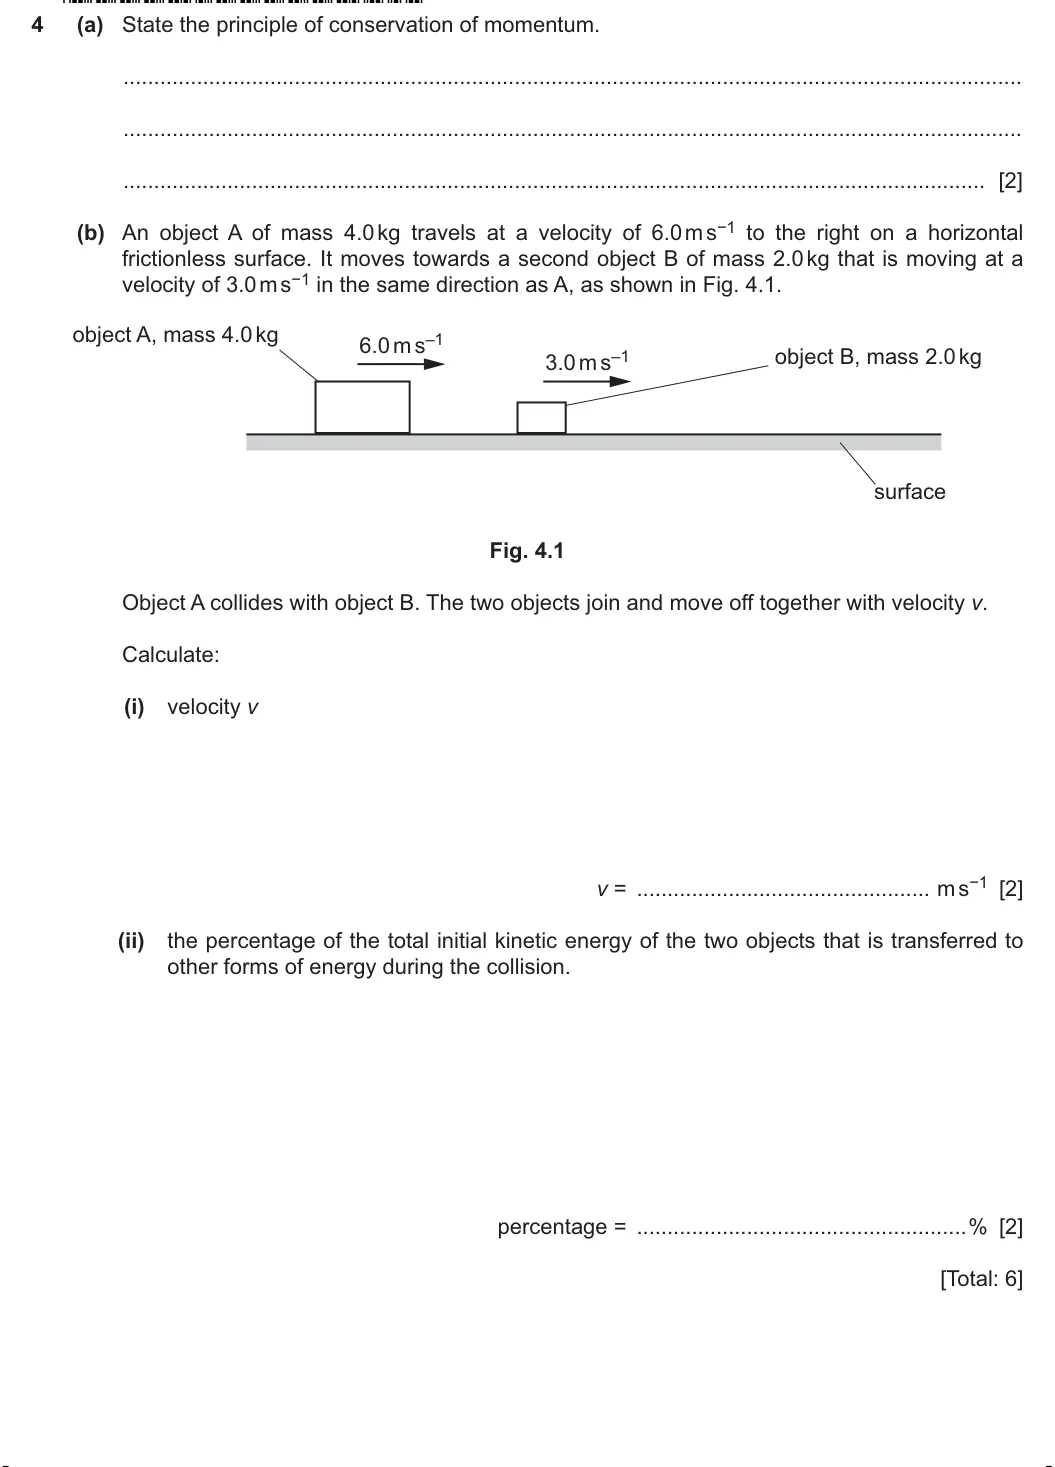 4 (a) State the principle of conservation of momentum.
..........................................................................................................................................................
..........................................................................................................................................................
.................................................................................................................................................... [2]
(b) An object A of mass 4.0 kg travels at a velocity of 6.0 m s⁻¹ to the right on a horizontal
frictionless surface. It moves towards a second object B of mass 2.0 kg that is moving at a
velocity of 3.0 m s⁻¹ in the same direction as A, as shown in Fig. 4.1.
object A, mass 4.0 kg
6.0 m s⁻¹
3.0 m s⁻¹
object B, mass 2.0 kg
surface
Fig. 4.1
Object A collides with object B. The two objects join and move off together with velocity v.
Calculate:
(i) velocity v
v = ................................................ m s⁻¹ [2]
(ii) the percentage of the total initial kinetic energy of the two objects that is transferred to
other forms of energy during the collision.
percentage = ...................................................... % [2]
[Total: 6]